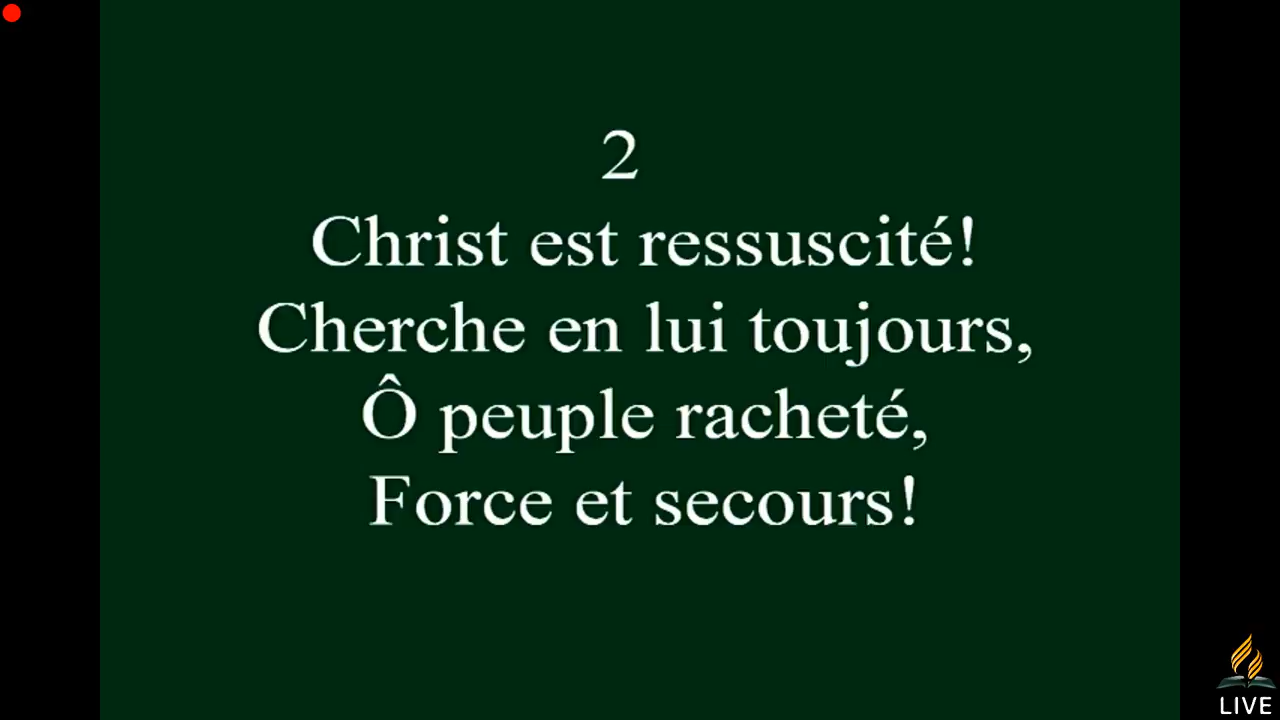 2
Christ est ressuscité!
Cherche en lui toujours,
Ô peuple racheté,
Force et secours!
LIVE